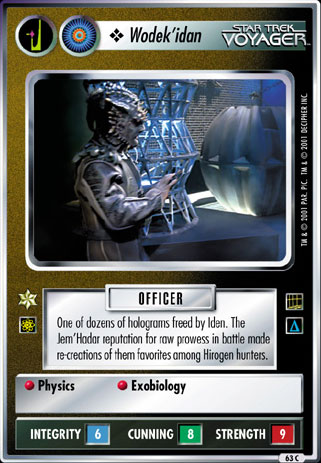 ❖ Wodek'idan
STAR TREK
VOYAGER™
TM & © 2001 PAR. PIC. TM & © 2001 DECIPHER INC.
OFFICER
One of dozens of holograms freed by Iden. The
Jem'Hadar reputation for raw prowess in battle made
re-creations of them favorites among Hirogen hunters.
Physics Exobiology
INTEGRITY 6 CUNNING 8 STRENGTH 9
63 C